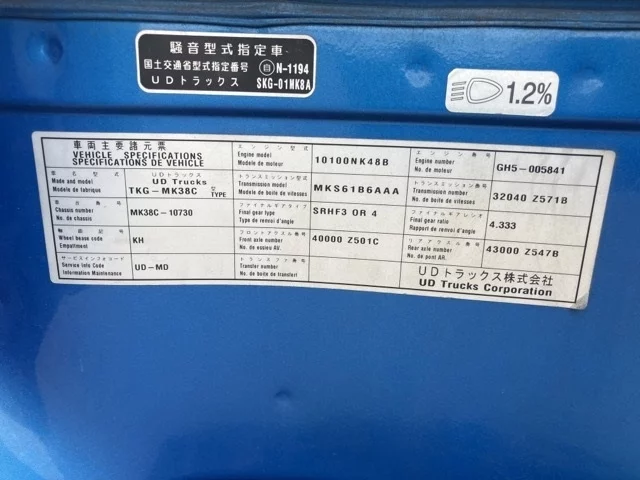 騒音型式指定車
国土交通省型式指定番号 自 N-1194
UDトラックス SKG-01MK8A
1.2%
車両主要諸元票
VEHICLE SPECIFICATIONS
SPECIFICATIONS DE VEHICLE
車名型式 UDトラックス
Made and model UD Trucks 型
Modele de fabrique TKG-MK38C TYPE
車台番号
Chassis number MK38C-10730
No. de chassis
Wheel bease code KH
Empattment
サービスインフォコード
Service Info Code UD-MD
Information Maintenance
エンジン型式
Engine model 10100NK48B
Modele de moteur
トランスミッション型式
Transmission model MKS61B6AAA
Modele de boite de vitesses
ファイナルギアタイプ
Final gear type SRHF3 OR 4
Type de renvoi d'angle
フロントアクスル番号
Front axle number 40000 Z501C
No. de essieu AV.
トランスファ番号
Transfer number
No. de boite de transfert
エンジン番号
Engine number GH5-005841
No. de moteur
トランスミッション番号
Transmission number 32040 Z571B
No. de boite de vitesses
ファイナルギアレシオ
Final gear ratio 4.333
Rapport de renvoi d'angle
リアアクスル番号
Rear axle number 43000 Z547B
No. de pont AR.
UDトラックス株式会社
UD Trucks Corporation